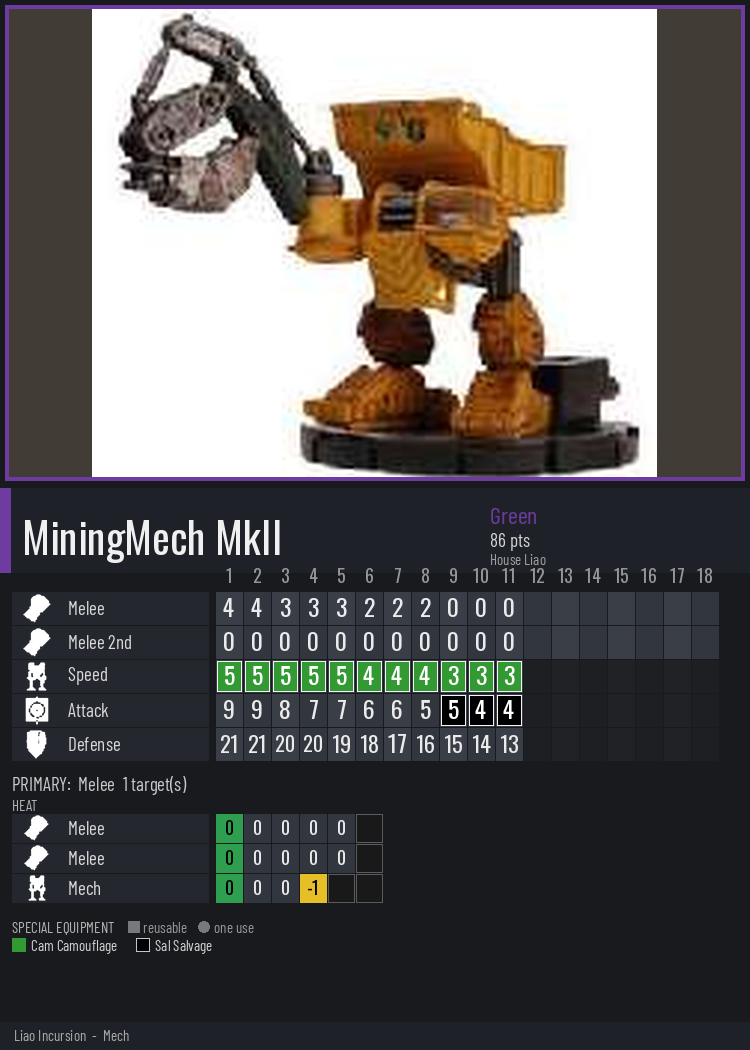 MiningMech MkII
Green
86 pts
House Liao
1 2 3 4 5 6 7 8 9 10 11 12 13 14 15 16 17 18
Melee 4 4 3 3 3 2 2 2 0 0 0
Melee 2nd 0 0 0 0 0 0 0 0 0 0 0
Speed 5 5 5 5 5 4 4 4 3 3 3
Attack 9 9 8 7 7 6 6 5 5 4 4
Defense 21 21 20 20 19 18 17 16 15 14 13
PRIMARY: Melee 1 target(s)
HEAT
Melee 0 0 0 0 0
Melee 0 0 0 0 0
Mech 0 0 0 -1
SPECIAL EQUIPMENT reusable one use
Cam Camouflage Sal Salvage
Liao Incursion - Mech